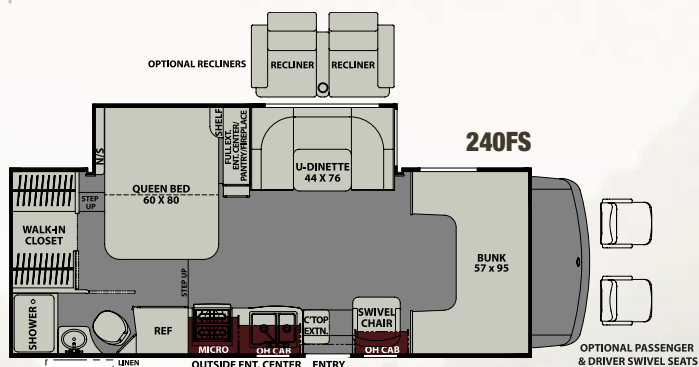 OPTIONAL RECLINERS
RECLINER RECLINER
240FS
N/S
SHELF
FULL EXT.
ENT. CENTER/
PANTRY/FIREPLACE
U-DINETTE
44 X 76
QUEEN BED
60 X 80
STEP
UP
WALK-IN
CLOSET
BUNK
57 x 95
STEP UP
SHOWER
REF
MICRO
OH CAB
C'TOP
EXTN.
SWIVEL
CHAIR
OH CAB
LINEN
OUTSIDE ENT. CENTER
ENTRY
OPTIONAL PASSENGER
& DRIVER SWIVEL SEATS